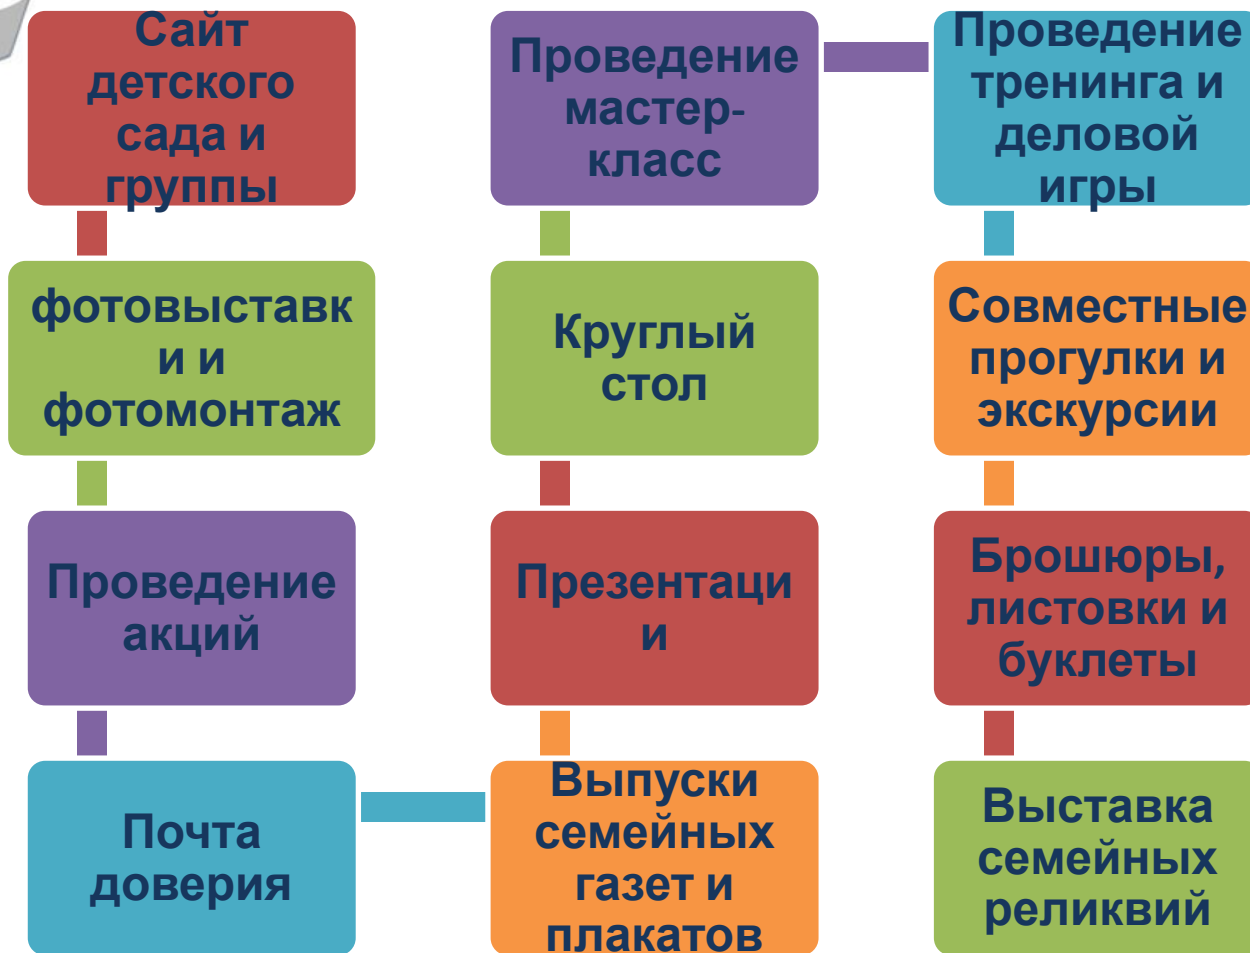 Сайт
детского
сада и
группы
фотовыставк
и и
фотомонтаж
Проведение
акций
Почта
доверия
Выпуски
семейных
газет и
плакатов
Презентаци
и
Круглый
стол
Проведение
мастер-
класс
Проведение
тренинга и
деловой
игры
Совместные
прогулки и
экскурсии
Брошюры,
листовки и
буклеты
Выставка
семейных
реликвий